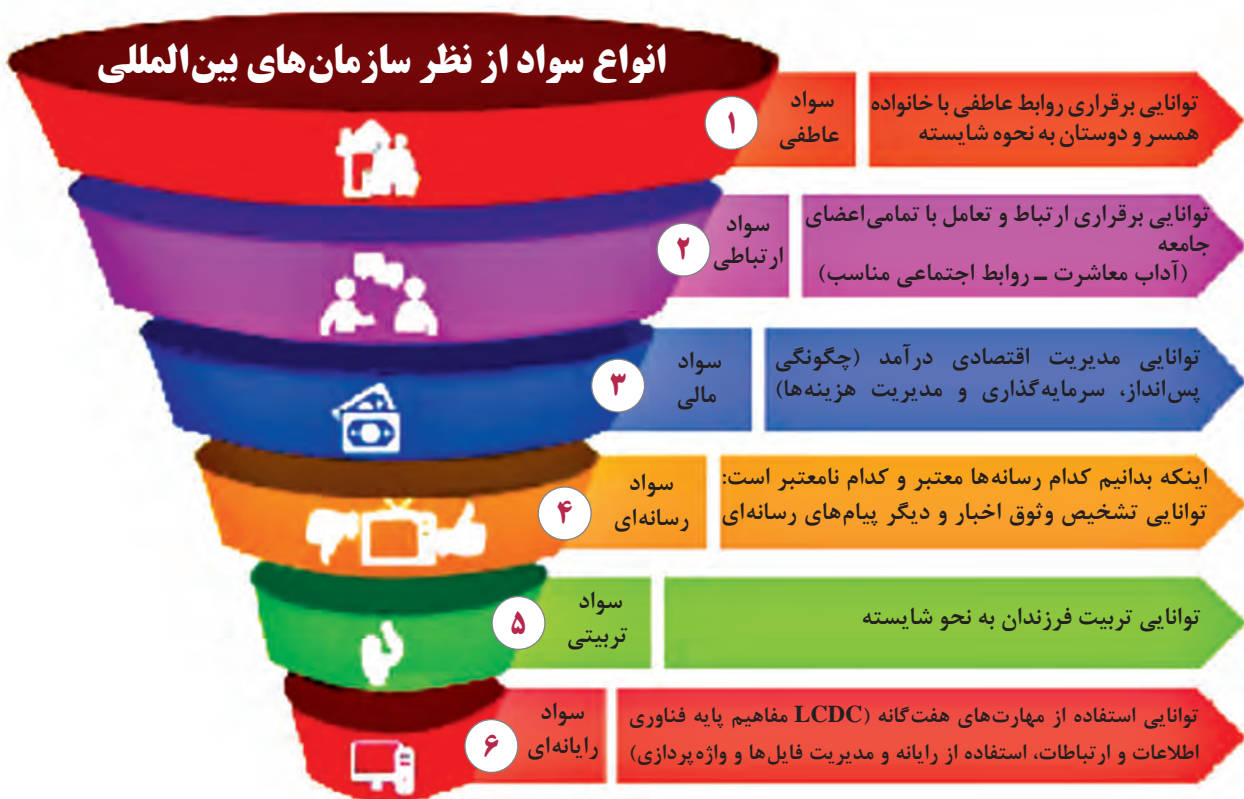 انواع سواد از نظر سازمان‌های بین‌المللی
۱
سواد
عاطفی
توانایی برقراری روابط عاطفی با خانواده
همسر و دوستان به نحوه شایسته
۲
سواد
ارتباطی
توانایی برقراری ارتباط و تعامل با تمامی اعضای
جامعه
(آداب معاشرت ـ روابط اجتماعی مناسب)
۳
سواد
مالی
توانایی مدیریت اقتصادی درآمد (چگونگی
پس‌انداز، سرمایه‌گذاری و مدیریت هزینه‌ها)
۴
سواد
رسانه‌ای
اینکه بدانیم کدام رسانه‌ها معتبر و کدام نامعتبر است:
توانایی تشخیص وثوق اخبار و دیگر پیام‌های رسانه‌ای
۵
سواد
تربیتی
توانایی تربیت فرزندان به نحو شایسته
۶
سواد
رایانه‌ای
توانایی استفاده از مهارت‌های هفت‌گانه (LCDC مفاهیم پایه فناوری
اطلاعات و ارتباطات، استفاده از رایانه و مدیریت فایل‌ها و واژه‌پردازی)